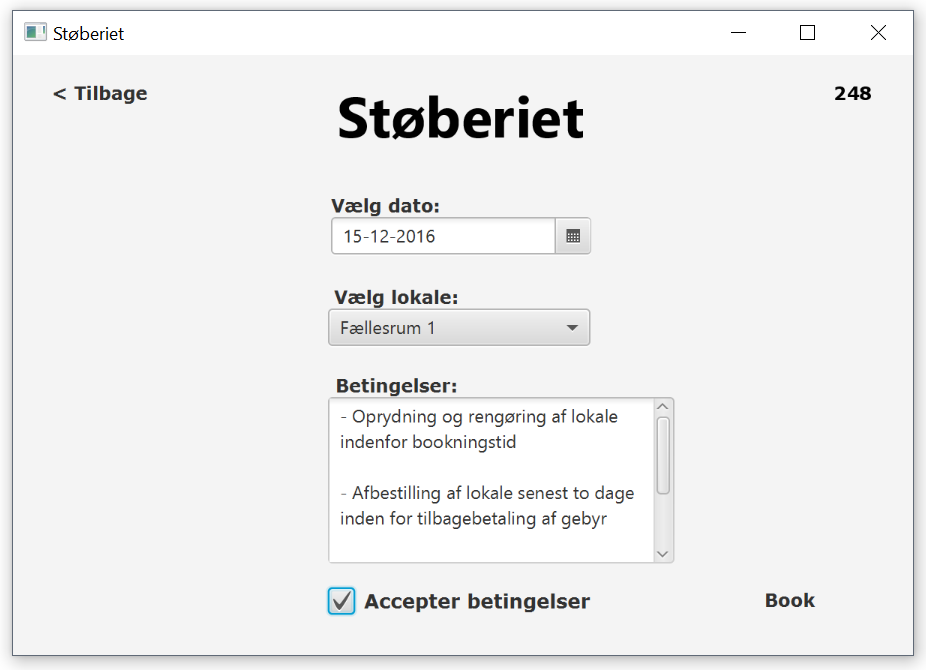 Støberiet
< Tilbage
248
Støberiet
Vælg dato:
15-12-2016
Vælg lokale:
Fællesrum 1
Betingelser:
- Oprydning og rengøring af lokale
indenfor bookningstid
- Afbestilling af lokale senest to dage
inden for tilbagebetaling af gebyr
Accepter betingelser
Book